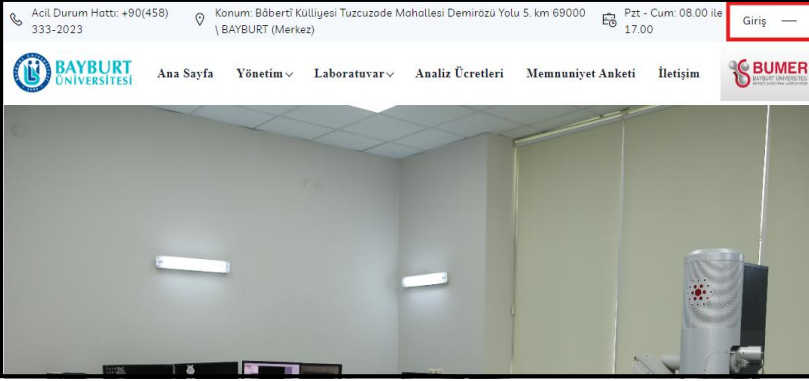 Acil Durum Hattı: +90(458)
333-2023
Konum: Bâbertî Külliyesi Tuzcuzade Mahallesi Demirözü Yolu 5. km 69000
\ BAYBURT (Merkez)
Pzt - Cum: 08.00 ile
17.00
Giriş
BAYBURT
ÜNİVERSİTESİ
Ana Sayfa Yönetim Laboratuvar Analiz Ücretleri Memnuniyet Anketi İletişim
BUMER